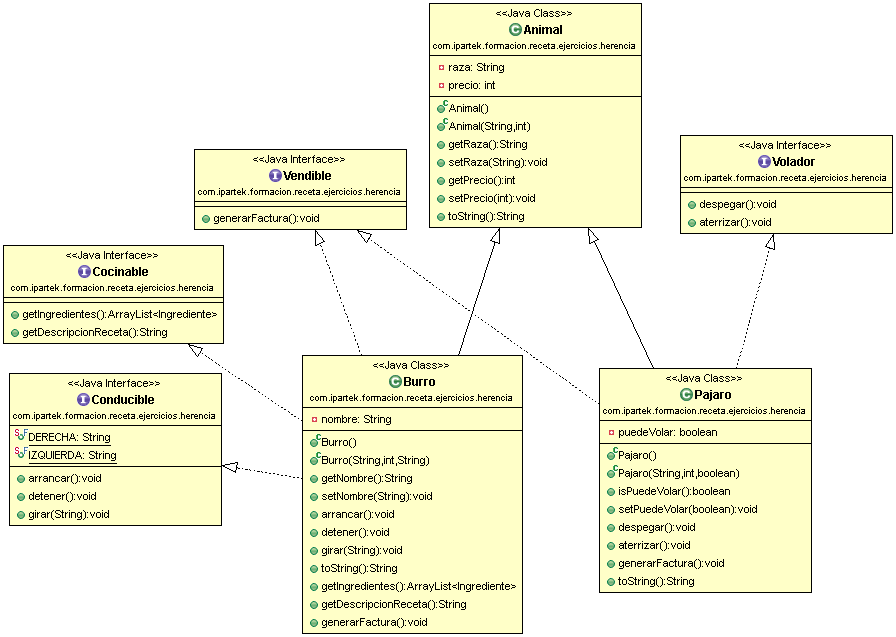 <<Java Class>>
Animal
com.ipartek.formacion.receta.ejercicios.herencia
raza: String
precio: int
Animal()
Animal(String,int)
getRaza():String
setRaza(String):void
getPrecio():int
setPrecio(int):void
toString():String
<<Java Interface>>
Vendible
com.ipartek.formacion.receta.ejercicios.herencia
generarFactura():void
<<Java Interface>>
Volador
com.ipartek.formacion.receta.ejercicios.herencia
despegar():void
aterrizar():void
<<Java Interface>>
Cocinable
com.ipartek.formacion.receta.ejercicios.herencia
getIngredientes():ArrayList<Ingrediente>
getDescripcionReceta():String
<<Java Interface>>
Conducible
com.ipartek.formacion.receta.ejercicios.herencia
DERECHA: String
IZQUIERDA: String
arrancar():void
detener():void
girar(String):void
<<Java Class>>
Burro
com.ipartek.formacion.receta.ejercicios.herencia
nombre: String
Burro()
Burro(String,int,String)
getNombre():String
setNombre(String):void
arrancar():void
detener():void
girar(String):void
toString():String
getIngredientes():ArrayList<Ingrediente>
getDescripcionReceta():String
generarFactura():void
<<Java Class>>
Pajaro
com.ipartek.formacion.receta.ejercicios.herencia
puedeVolar: boolean
Pajaro()
Pajaro(String,int,boolean)
isPuedeVolar():boolean
setPuedeVolar(boolean):void
despegar():void
aterrizar():void
generarFactura():void
toString():String